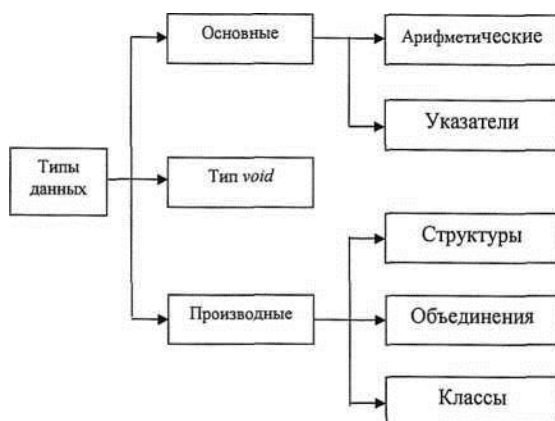 Основные
Арифметические
Указатели
Типы
данных
Тип void
Структуры
Производные
Объединения
Классы